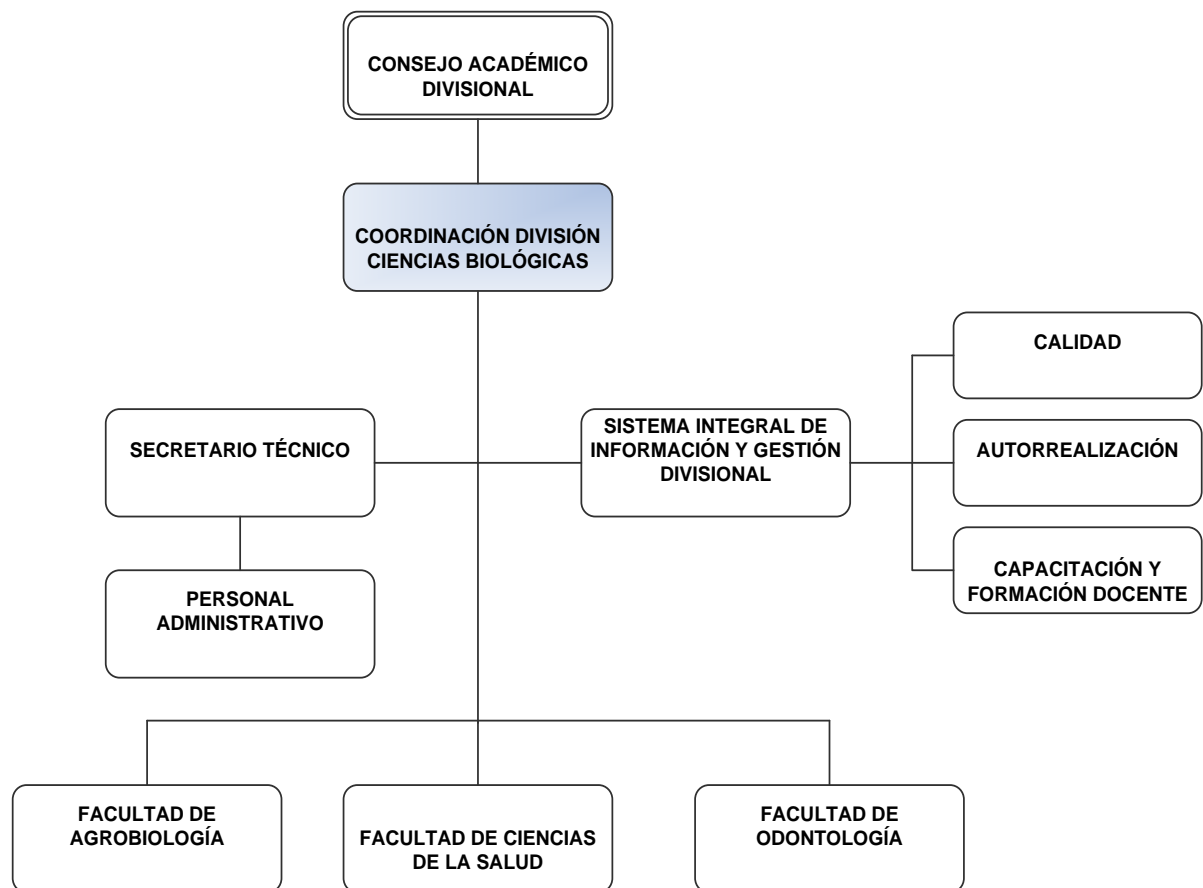 CONSEJO ACADÉMICO
DIVISIONAL
COORDINACIÓN DIVISIÓN
CIENCIAS BIOLÓGICAS
CALIDAD
SECRETARIO TÉCNICO
SISTEMA INTEGRAL DE
INFORMACIÓN Y GESTIÓN
DIVISIONAL
AUTORREALIZACIÓN
CAPACITACIÓN Y
FORMACIÓN DOCENTE
PERSONAL
ADMINISTRATIVO
FACULTAD DE
AGROBIOLOGÍA
FACULTAD DE CIENCIAS
DE LA SALUD
FACULTAD DE
ODONTOLOGÍA